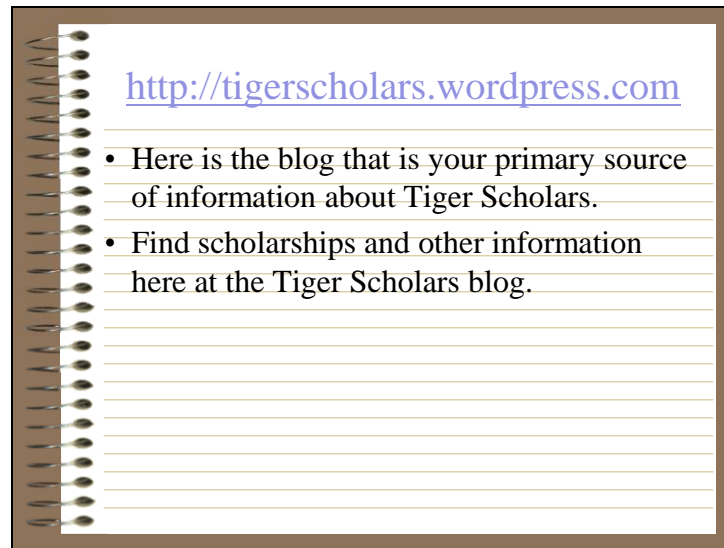 http://tigerscholars.wordpress.com
• Here is the blog that is your primary source
of information about Tiger Scholars.
• Find scholarships and other information
here at the Tiger Scholars blog.